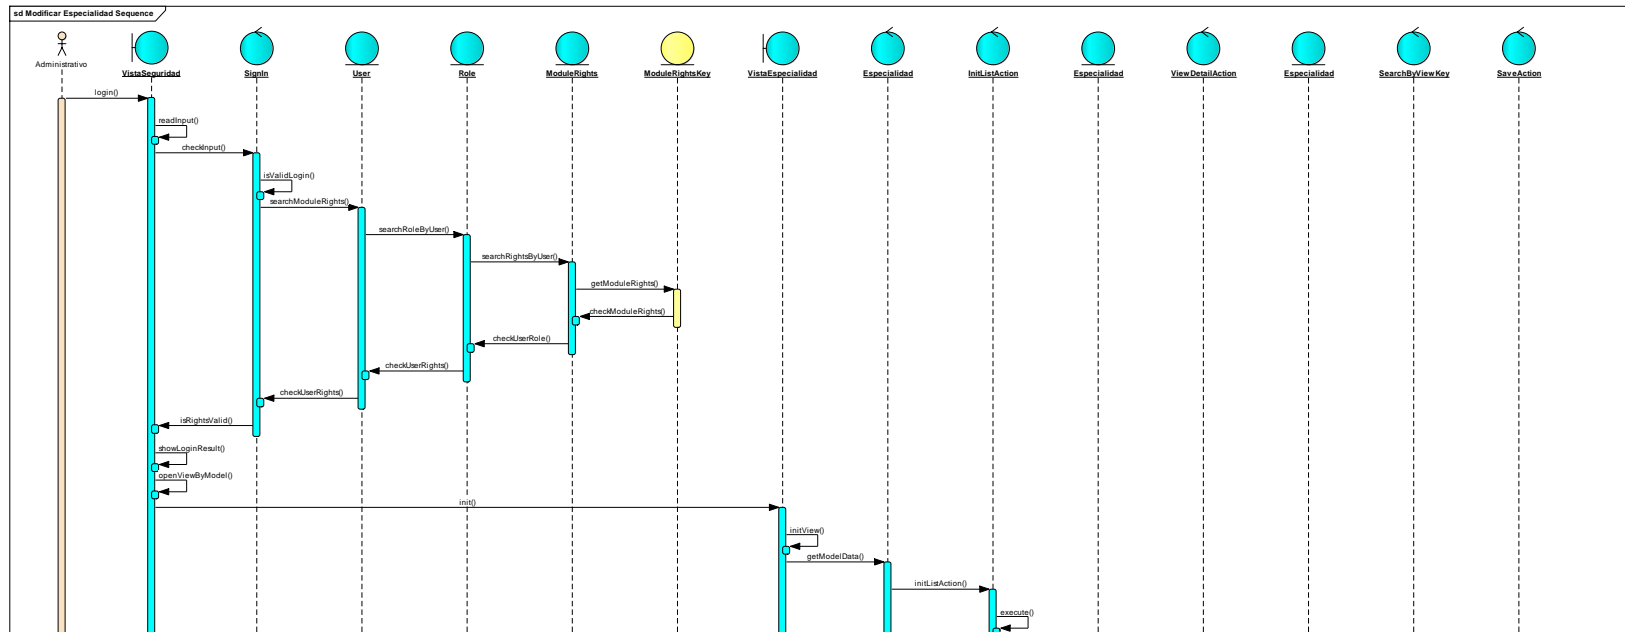 sd Modificar Especialidad Sequence
Administrativo
VistaSeguridad
SignIn
User
Role
ModuleRights
ModuleRightsKey
VistaEspecialidad
Especialidad
InitListAction
Especialidad
ViewDetailAction
Especialidad
SearchByViewKey
SaveAction
login()
readInput()
checkInput()
isValidLogin()
searchModuleRights()
searchRoleByUser()
searchRightsByUser()
getModuleRights()
checkModuleRights()
checkUserRole()
checkUserRights()
checkUserRights()
isRightsValid()
showLoginResult()
openViewByModel()
init()
initView()
getModelData()
initListAction()
execute()